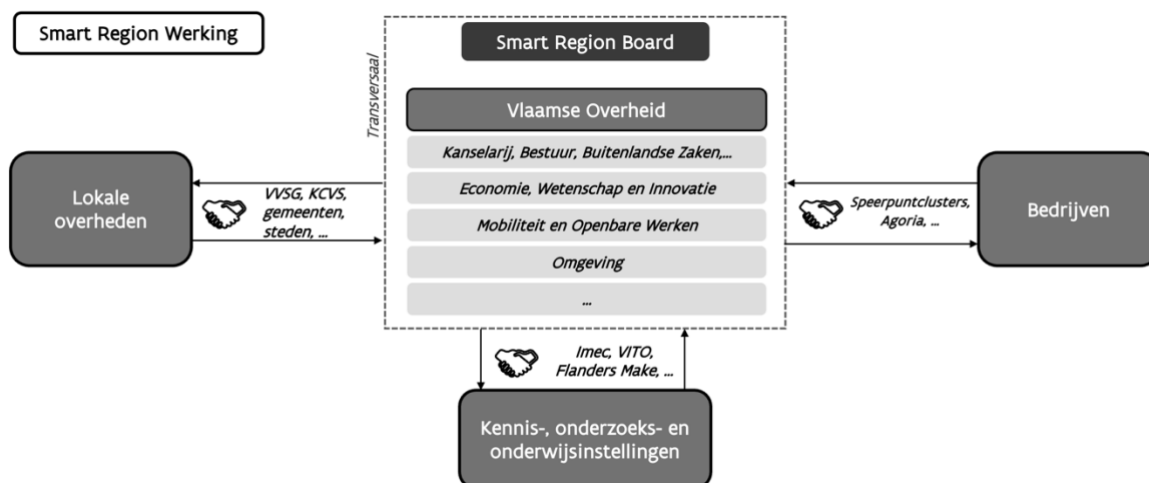 Smart Region Werking
Smart Region Board
Transversaal
Vlaamse Overheid
Kanselarij, Bestuur, Buitenlandse Zaken,...
Economie, Wetenschap en Innovatie
Mobiliteit en Openbare Werken
Omgeving
...
Lokale
overheden
VVSG, KCVS,
gemeenten,
steden, ...
Speerpuntclusters,
Agoria, ...
Bedrijven
Imec, VITO,
Flanders Make, ...
Kennis-, onderzoeks- en
onderwijsinstellingen